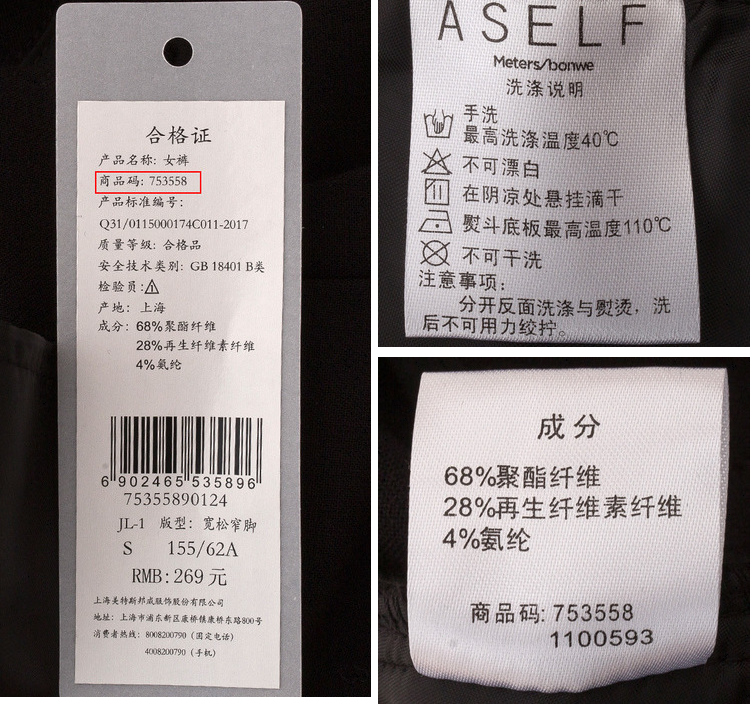 合格证
产品名称: 女裤
商品码: 753558
产品标准编号:
Q31/0115000174C011-2017
质量等级: 合格品
安全技术类别: GB 18401 B类
检验员:
产地: 上海
成分: 68%聚酯纤维
28%再生纤维素纤维
4%氨纶
6 902465 535896
75355890124
JL-1 版型: 宽松窄脚
S 155/62A
RMB: 269 元
上海美特斯邦威服饰股份有限公司
地址: 上海市浦东新区康桥镇康桥东路800号
消费者热线: 8008200790 (固定电话)
4008200790 (手机)
ASELF
Meters/bonwe
洗涤说明
手洗
最高洗涤温度40℃
不可漂白
在阴凉处悬挂滴干
熨斗底板最高温度110℃
不可干洗
注意事项:
分开反面洗涤与熨烫，洗
后不可用力绞拧。
成分
68%聚酯纤维
28%再生纤维素纤维
4%氨纶
商品码: 753558
1100593